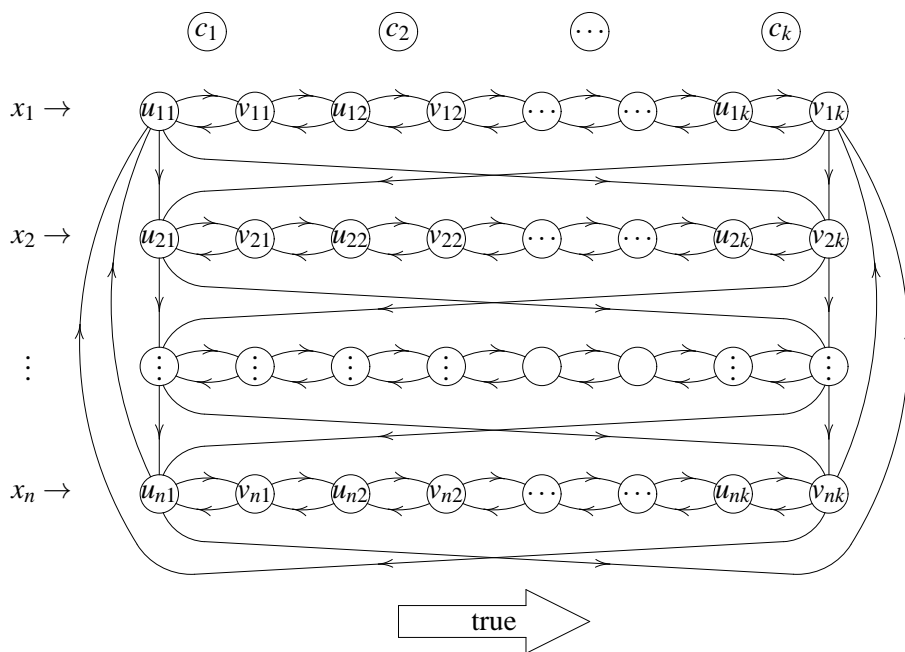 c₁ c₂ ⋯ cₖ
x₁ → u₁₁ v₁₁ u₁₂ v₁₂ ⋯ ⋯ u₁ₖ v₁ₖ
x₂ → u₂₁ v₂₁ u₂₂ v₂₂ ⋯ ⋯ u₂ₖ v₂ₖ
⋮ ⋮ ⋮ ⋮ ⋮ ⋮ ⋮
xₙ → uₙ₁ vₙ₁ uₙ₂ vₙ₂ ⋯ ⋯ uₙₖ vₙₖ
true